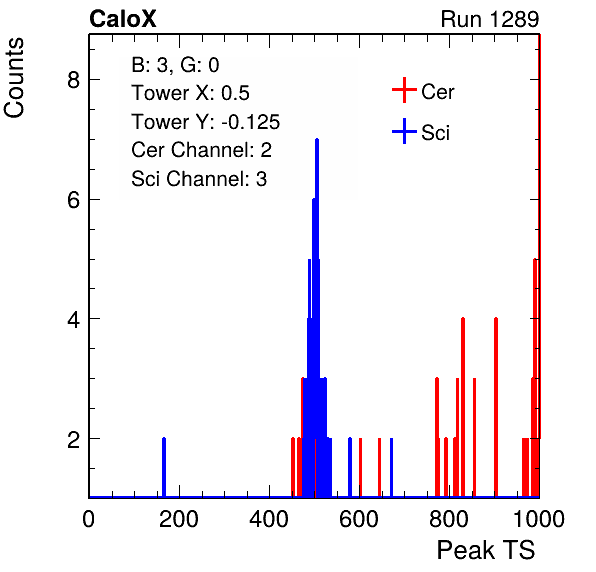 CaloX Run 1289
Counts
B: 3, G: 0
Tower X: 0.5
Tower Y: -0.125
Cer Channel: 2
Sci Channel: 3
Cer
Sci
8
6
4
2
0 200 400 600 800 1000
Peak TS